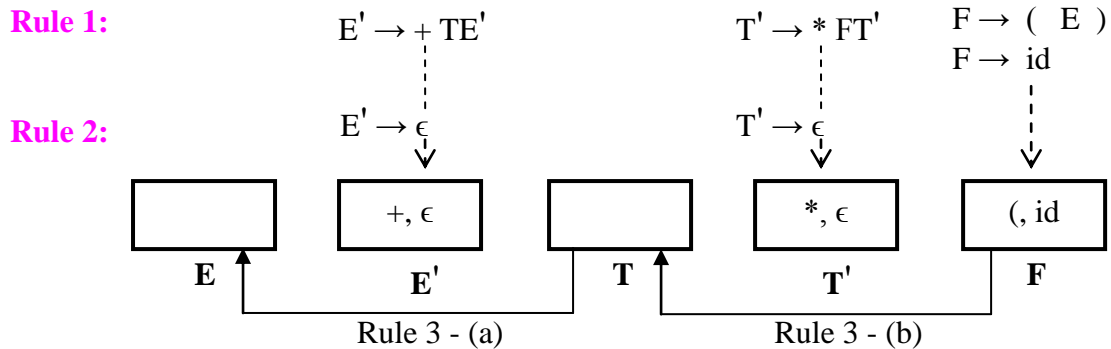 Rule 1: E' → + TE' T' → * FT' F → ( E )
F → id
Rule 2: E' → ϵ T' → ϵ
+, ϵ *, ϵ (, id
E E' T T' F
Rule 3 - (a) Rule 3 - (b)